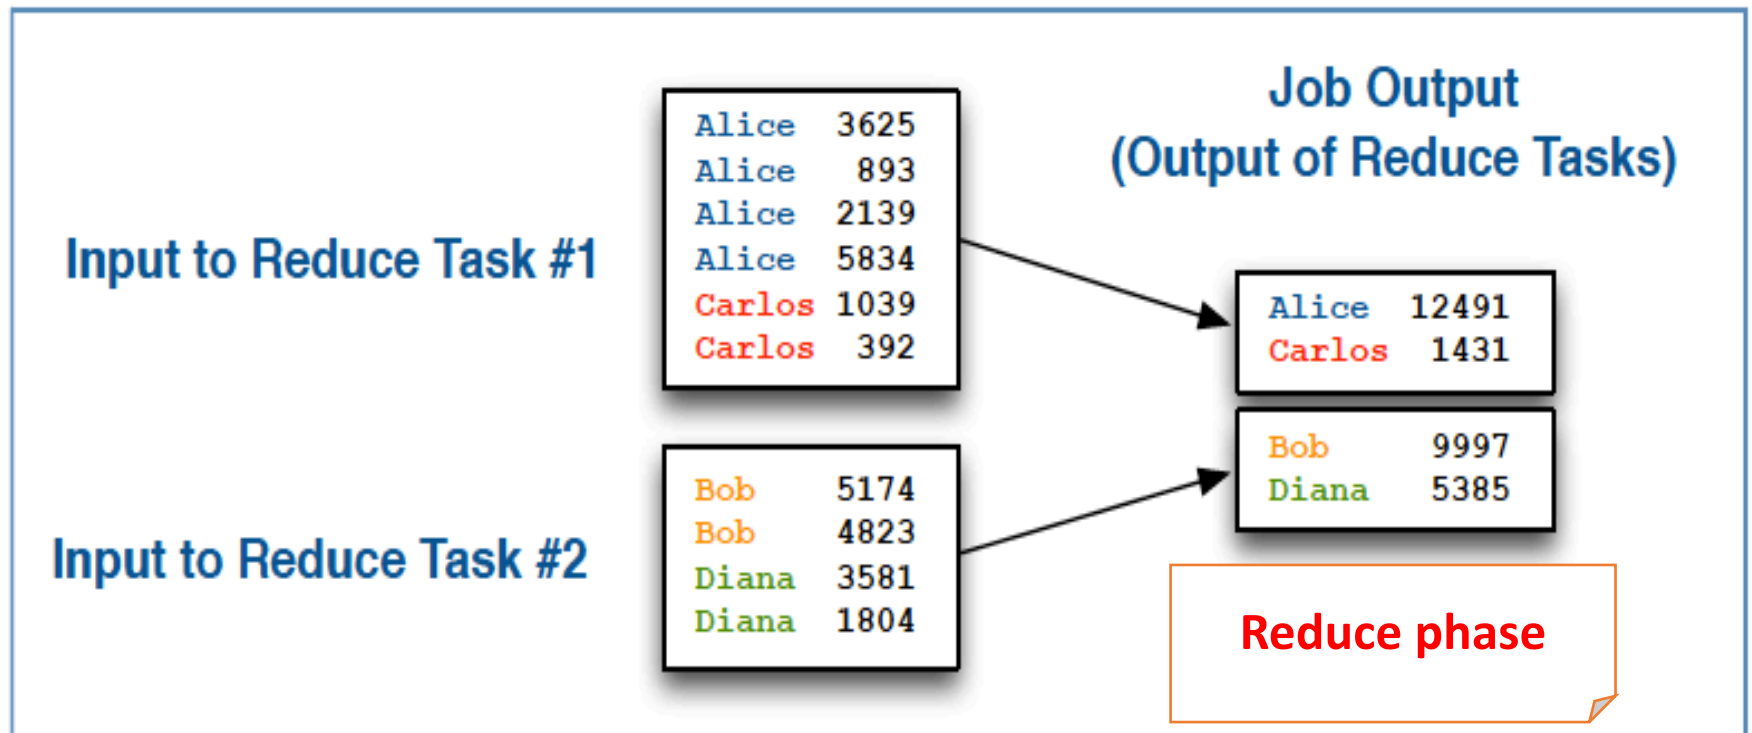 Input to Reduce Task #1
Alice 3625
Alice 893
Alice 2139
Alice 5834
Carlos 1039
Carlos 392
Input to Reduce Task #2
Bob 5174
Bob 4823
Diana 3581
Diana 1804
Job Output
(Output of Reduce Tasks)
Alice 12491
Carlos 1431
Bob 9997
Diana 5385
Reduce phase